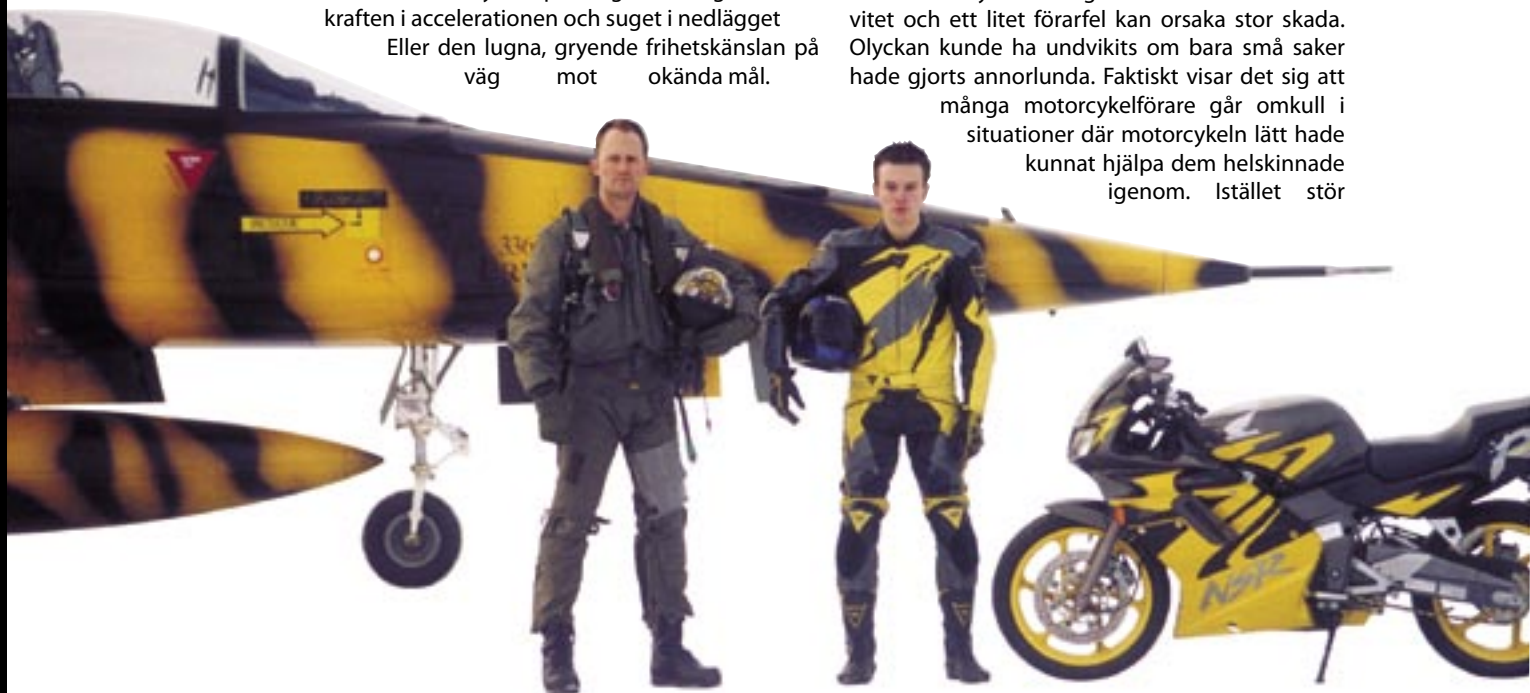 kraften i accelerationen och suget i nedlägget
Eller den lugna, gryende frihetskänslan på
väg mot okända mål.
vitet och ett litet förarfel kan orsaka stor skada.
Olyckan kunde ha undvikits om bara små saker
hade gjorts annorlunda. Faktiskt visar det sig att
många motorcykelförare går omkull i
situationer där motorcykeln lätt hade
kunnat hjälpa dem helskinnade
igenom. Istället stör
RESCUE
NSR